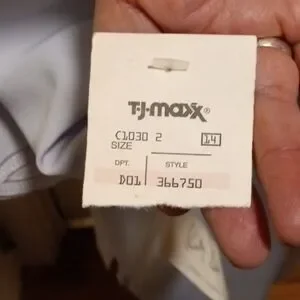 T·J·maxx®
C1030 2 14
SIZE
DPT. STYLE
D01 366750